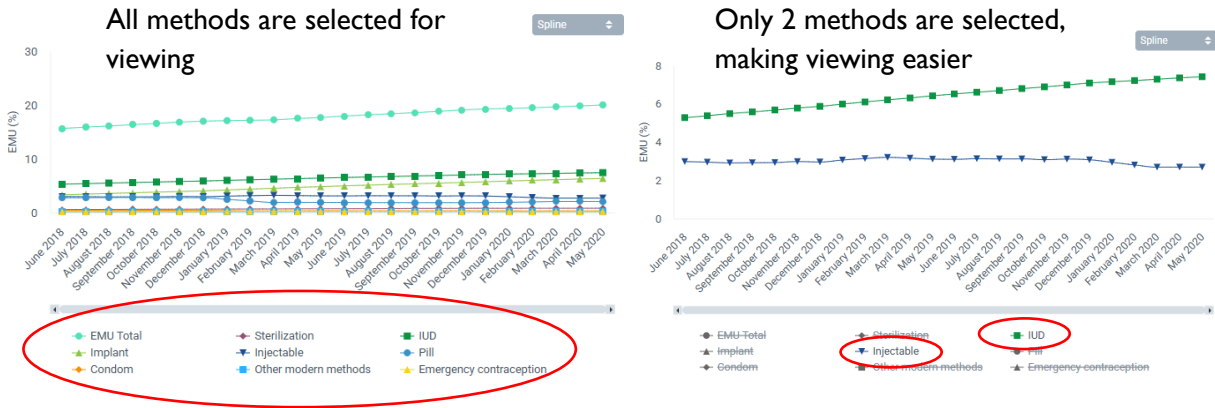 All methods are selected for
viewing
Spline
30
20
10
0
EMU (%)
June 2018
July 2018
August 2018
September 2018
October 2018
November 2018
December 2018
January 2019
February 2019
March 2019
April 2019
May 2019
June 2019
July 2019
August 2019
September 2019
October 2019
November 2019
December 2019
January 2020
February 2020
March 2020
April 2020
May 2020
EMU Total
Sterilization
IUD
Implant
Injectable
Pill
Condom
Other modern methods
Emergency contraception
Only 2 methods are selected,
making viewing easier
Spline
8
6
4
2
0
EMU (%)
June 2018
July 2018
August 2018
September 2018
October 2018
November 2018
December 2018
January 2019
February 2019
March 2019
April 2019
May 2019
June 2019
July 2019
August 2019
September 2019
October 2019
November 2019
December 2019
January 2020
February 2020
March 2020
April 2020
May 2020
EMU Total
Sterilization
IUD
Implant
Injectable
Pill
Condom
Other modern methods
Emergency contraception